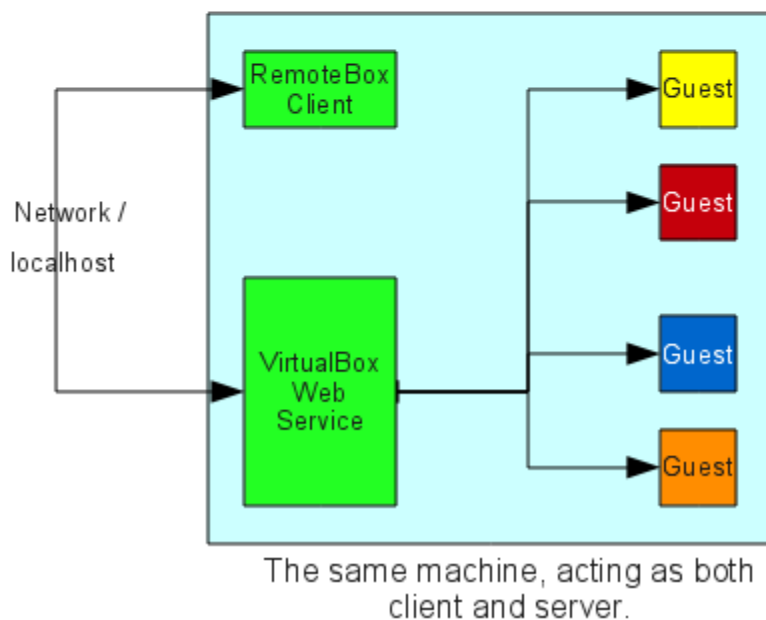 RemoteBox
Client
Guest
Guest
Network /
localhost
VirtualBox
Web
Service
Guest
Guest
The same machine, acting as both
client and server.